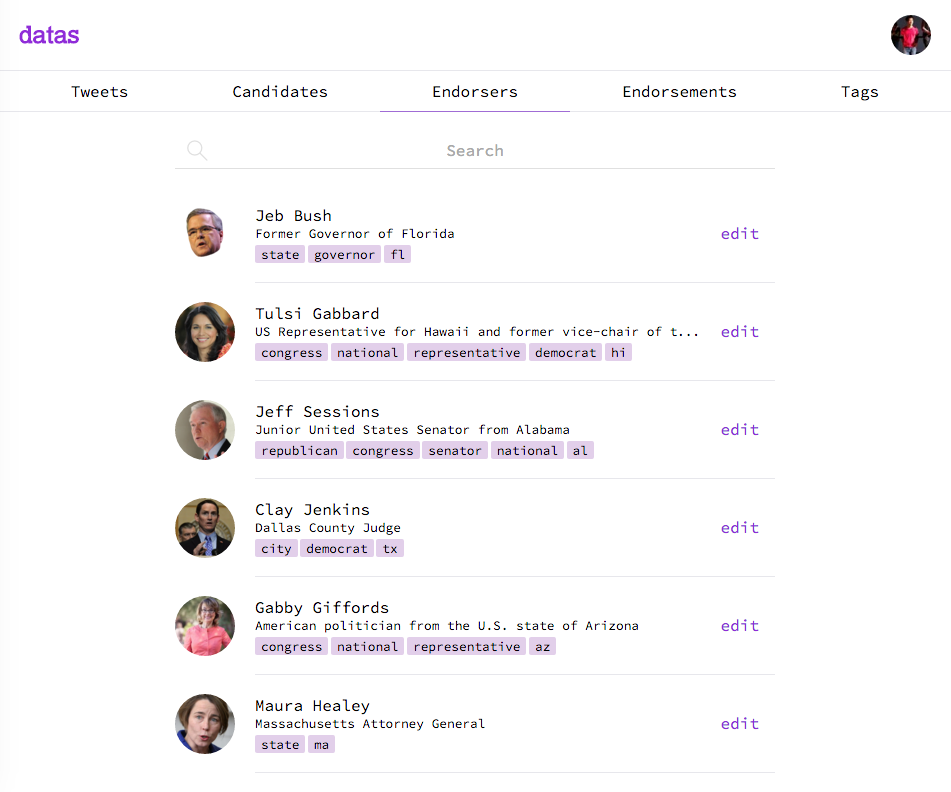 datas
Tweets Candidates Endorsers Endorsements Tags
Search
Jeb Bush
Former Governor of Florida
edit
state governor fl
Tulsi Gabbard
US Representative for Hawaii and former vice-chair of t...
edit
congress national representative democrat hi
Jeff Sessions
Junior United States Senator from Alabama
edit
republican congress senator national al
Clay Jenkins
Dallas County Judge
edit
city democrat tx
Gabby Giffords
American politician from the U.S. state of Arizona
edit
congress national representative az
Maura Healey
Massachusetts Attorney General
edit
state ma